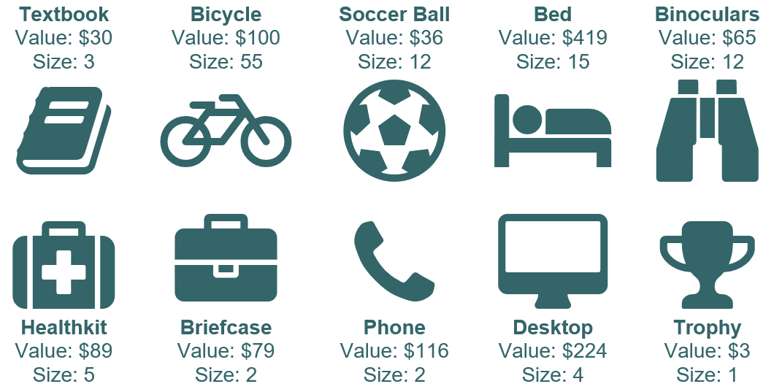 Textbook
Value: $30
Size: 3
Bicycle
Value: $100
Size: 55
Soccer Ball
Value: $36
Size: 12
Bed
Value: $419
Size: 15
Binoculars
Value: $65
Size: 12
Healthkit
Value: $89
Size: 5
Briefcase
Value: $79
Size: 2
Phone
Value: $116
Size: 2
Desktop
Value: $224
Size: 4
Trophy
Value: $3
Size: 1